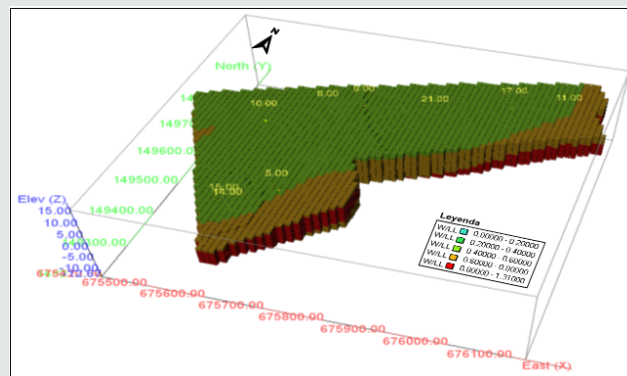 N
North (Y)
8.00
9.00
17.00
10.00
21.00
11.00
149600.00
5.00
149500.00
14.00
Elev (Z)
15.00
149400.00
10.00
5.00
0.00
-5.00
-10.00
675500.00
675600.00
675700.00
675800.00
675900.00
676000.00
676100.00
East (X)
Leyenda
W/LL 0.00000 - 0.20000
W/LL 0.20000 - 0.40000
W/LL 0.40000 - 0.60000
W/LL 0.60000 - 0.80000
W/LL 0.80000 - 1.31000